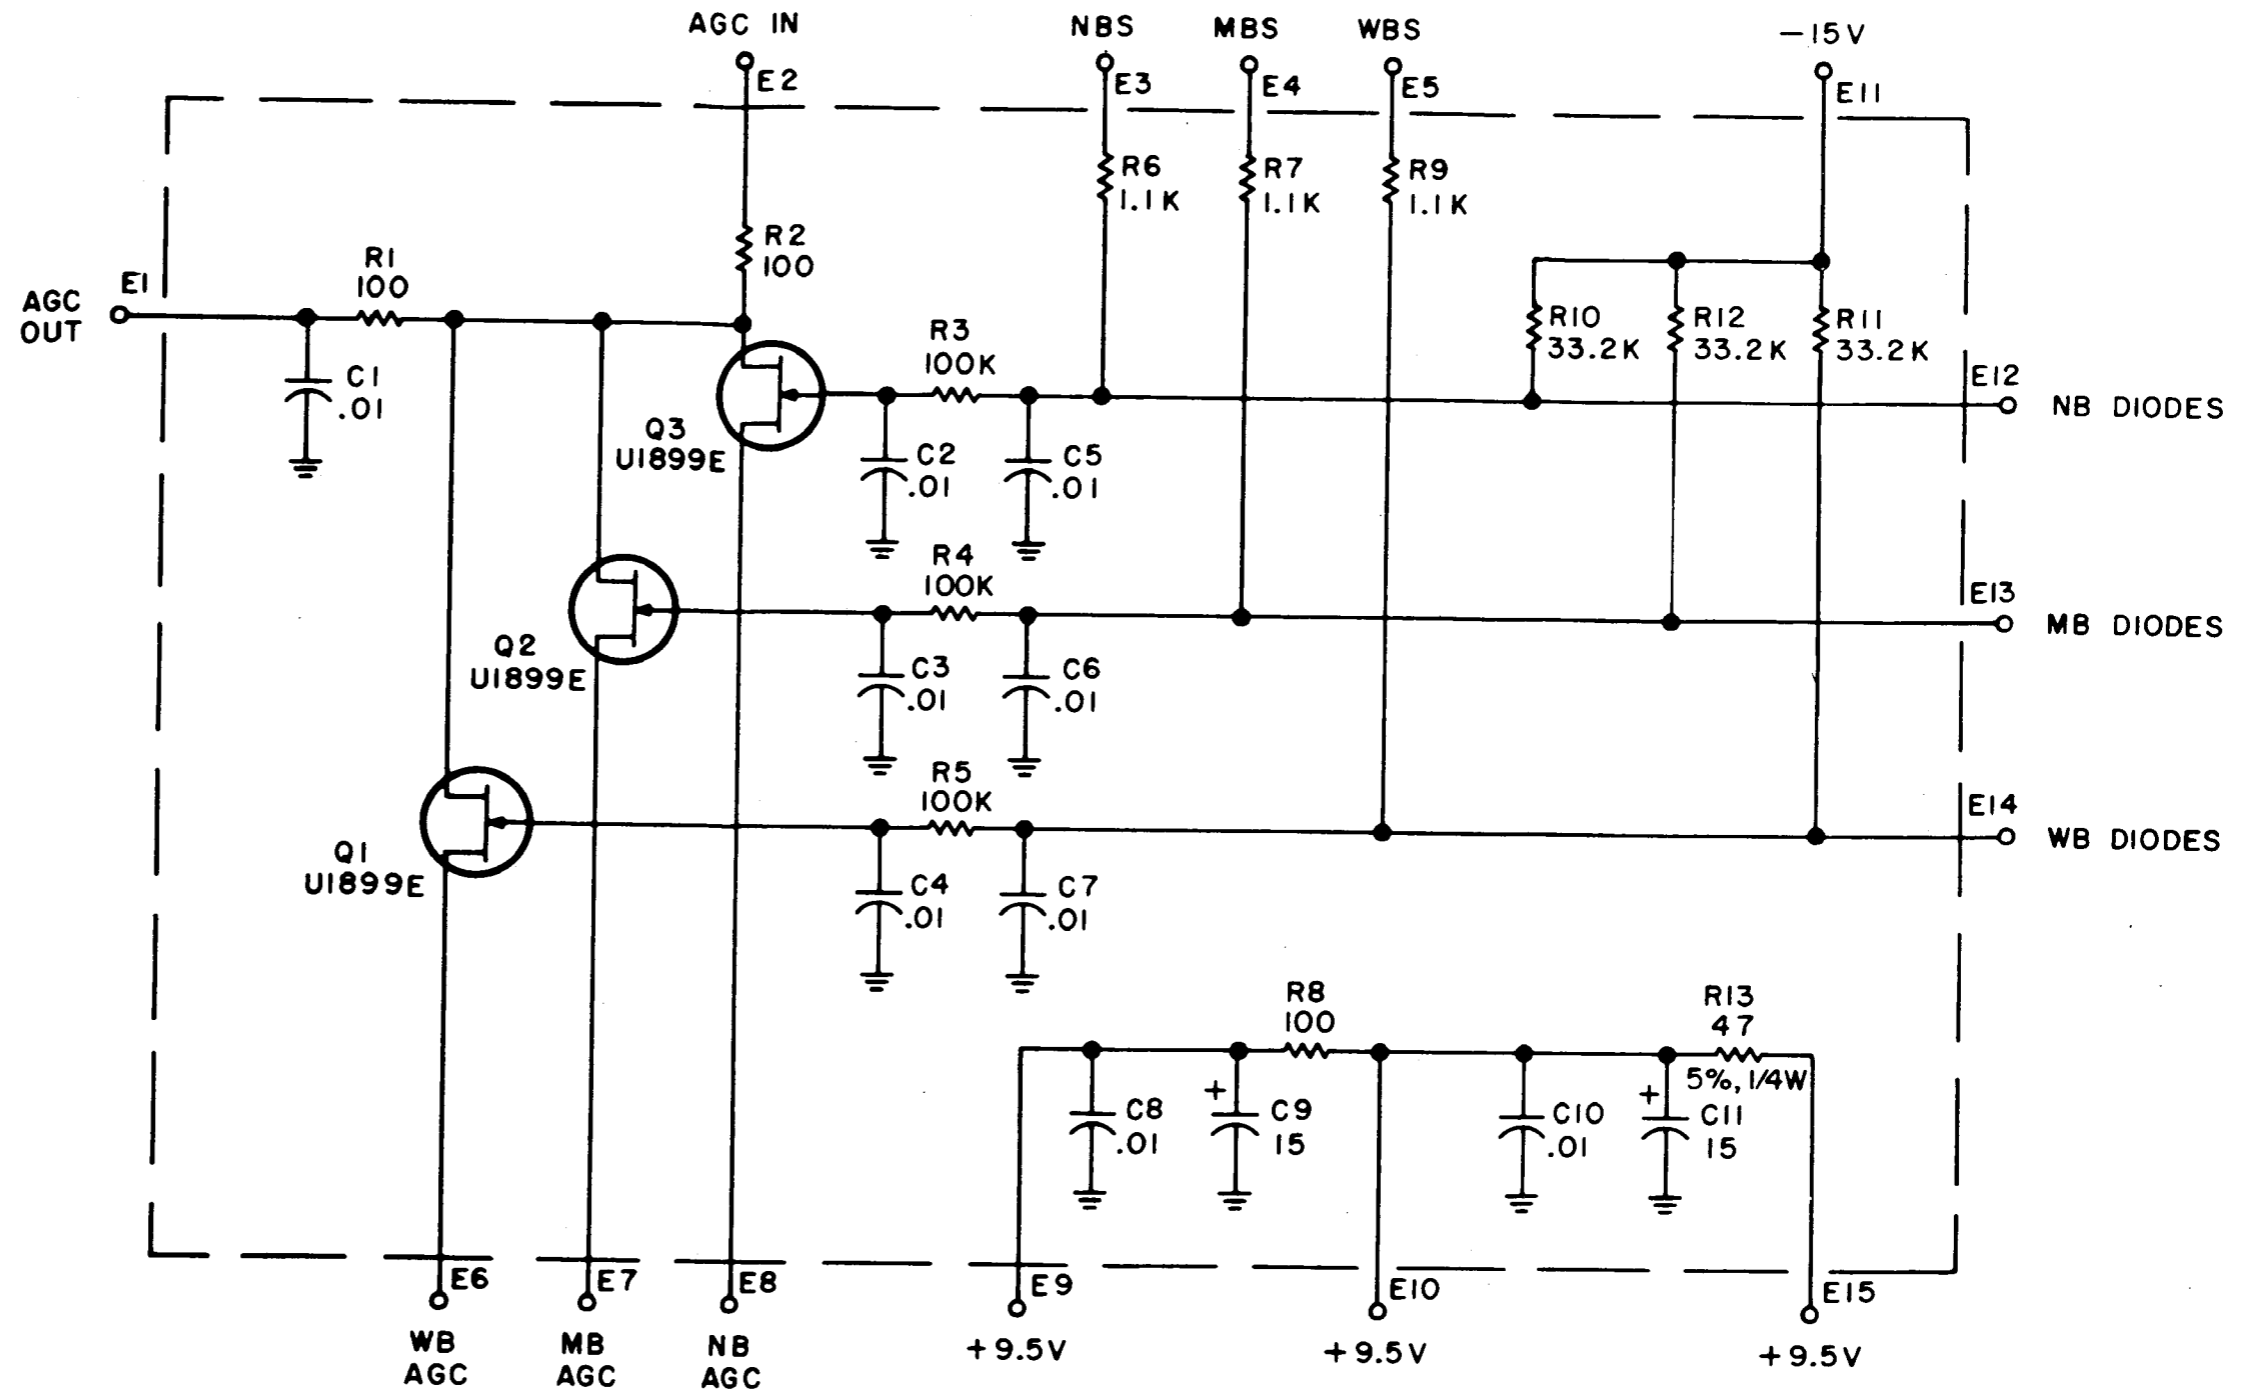 AGC IN
NBS
MBS
WBS
-15V
E2
E3
E4
E5
E11
R6
1.1K
R7
1.1K
R9
1.1K
R2
100
R1
100
E1
AGC
OUT
C1
.01
R3
100K
R10
33.2K
R12
33.2K
R11
33.2K
E12
NB DIODES
Q3
U1899E
C2
.01
C5
.01
R4
100K
E13
MB DIODES
Q2
U1899E
C3
.01
C6
.01
R5
100K
E14
WB DIODES
Q1
U1899E
C4
.01
C7
.01
R8
100
R13
47
5%, 1/4W
C8
.01
+
C9
15
C10
.01
+
C11
15
E6
E7
E8
E9
E10
E15
WB
AGC
MB
AGC
NB
AGC
+9.5V
+9.5V
+9.5V